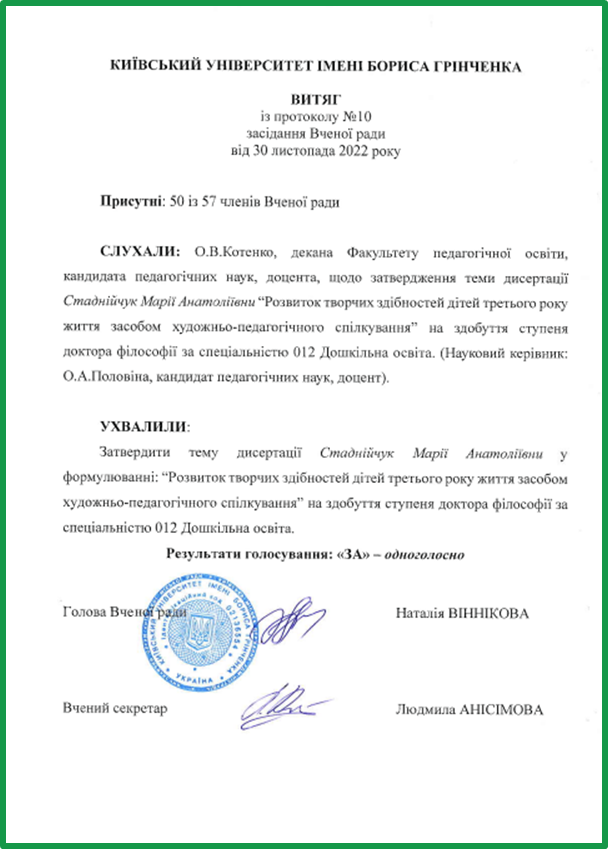 КИЇВСЬКИЙ УНІВЕРСИТЕТ ІМЕНІ БОРИСА ГРІНЧЕНКА
ВИТЯГ
із протоколу №10
засідання Вченої ради
від 30 листопада 2022 року
Присутні: 50 із 57 членів Вченої ради
СЛУХАЛИ: О.В.Котенко, декана Факультету педагогічної освіти,
кандидата педагогічних наук, доцента, щодо затвердження теми дисертації
Стаднійчук Марії Анатоліївни “Розвиток творчих здібностей дітей третього року
життя засобом художньо-педагогічного спілкування” на здобуття ступеня
доктора філософії за спеціальністю 012 Дошкільна освіта. (Науковий керівник:
О.А.Половіна, кандидат педагогічних наук, доцент).
УХВАЛИЛИ:
Затвердити тему дисертації Стаднійчук Марії Анатоліївни у
формулюванні: “Розвиток творчих здібностей дітей третього року життя засобом
художньо-педагогічного спілкування” на здобуття ступеня доктора філософії за
спеціальністю 012 Дошкільна освіта.
Результати голосування: «ЗА» – одноголосно
Голова Вченої ради Наталія ВІННІКОВА
КИЇВСЬКИЙ УНІВЕРСИТЕТ ІМЕНІ БОРИСА ГРІНЧЕНКА
Ідентифікаційний код 02136554
УКРАЇНА
Вчений секретар Людмила АНІСІМОВА